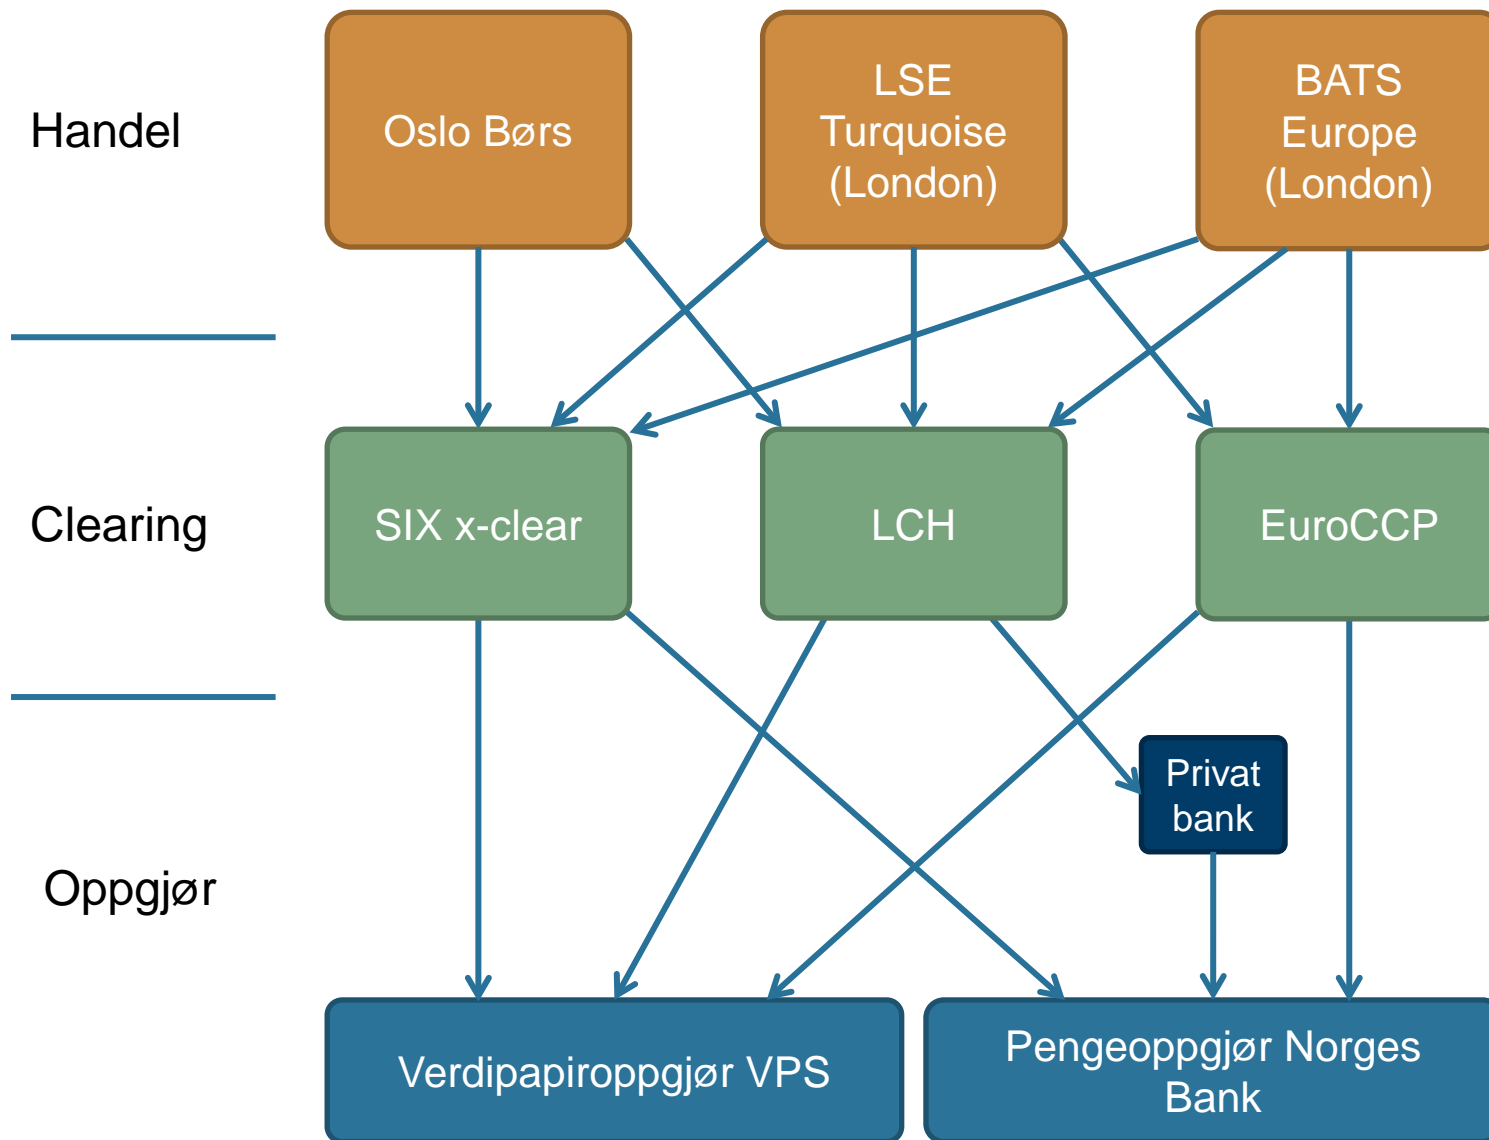 Handel
Oslo Børs
LSE
Turquoise
(London)
BATS
Europe
(London)
Clearing
SIX x-clear
LCH
EuroCCP
Oppgjør
Privat
bank
Verdipapiroppgjør VPS
Pengeoppgjør Norges
Bank